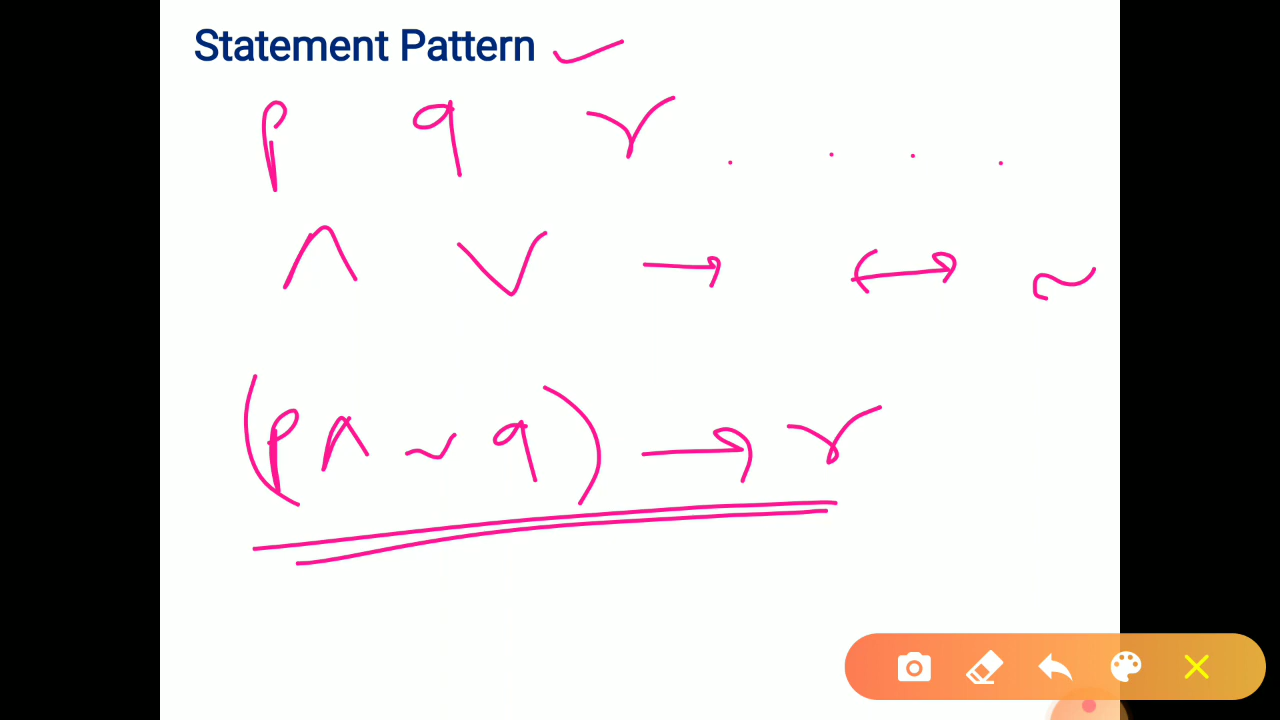 Statement Pattern
p q r . . . .
∧ ∨ → ↔ ~
(p ∧ ~ q) → r